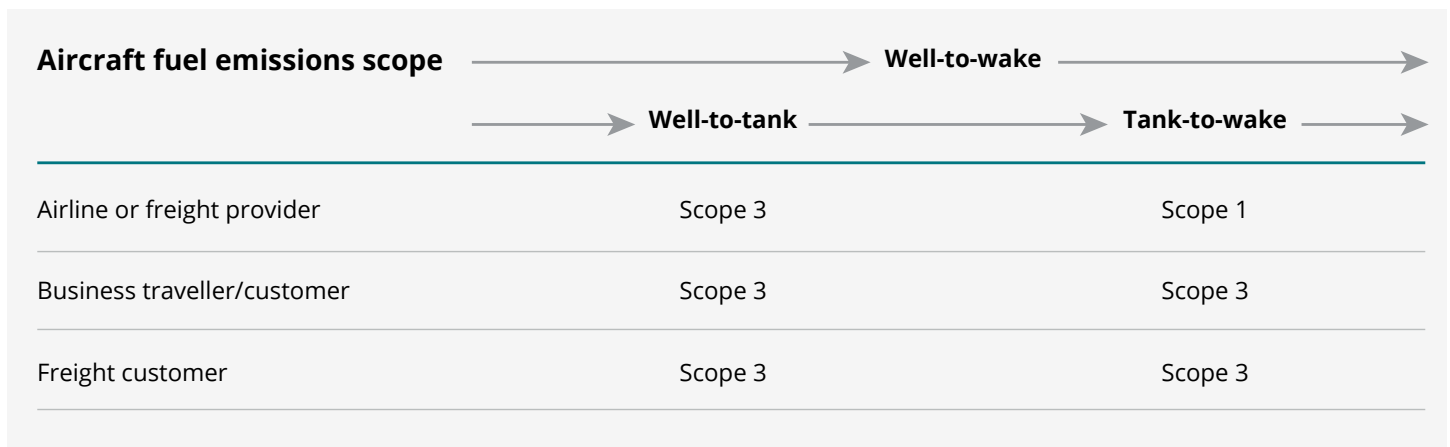 Aircraft fuel emissions scope Well-to-wake
Well-to-tank Tank-to-wake
Airline or freight provider Scope 3 Scope 1
Business traveller/customer Scope 3 Scope 3
Freight customer Scope 3 Scope 3